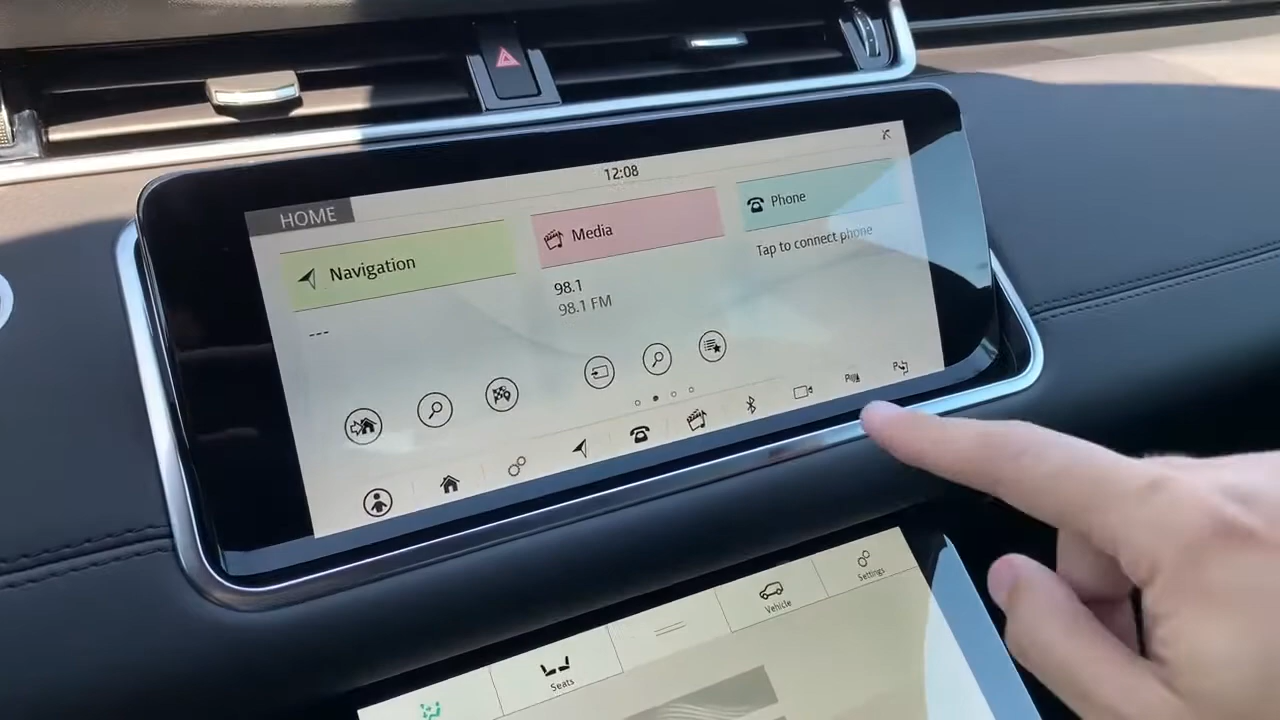 12:08
HOME
Navigation
---
Media
98.1
98.1 FM
Phone
Tap to connect phone
Seats
Vehicle
Settings